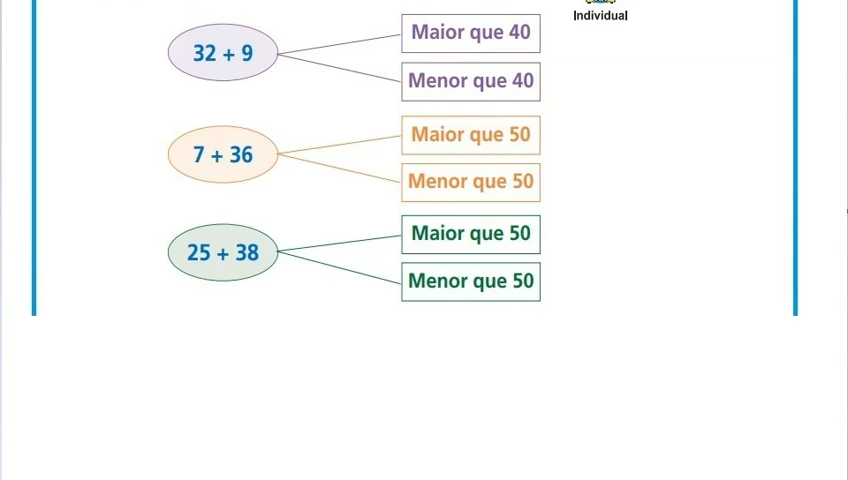 Individual
32 + 9
Maior que 40
Menor que 40
7 + 36
Maior que 50
Menor que 50
25 + 38
Maior que 50
Menor que 50